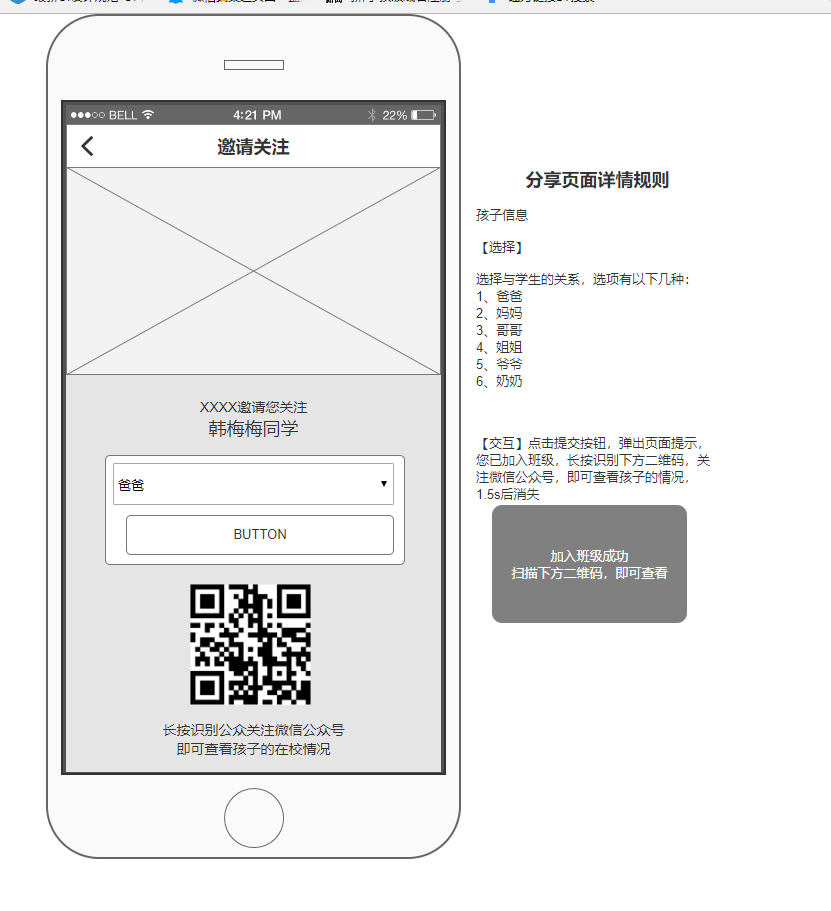 BELL
4:21 PM
22%
邀请关注
XXXX邀请您关注
韩梅梅同学
爸爸
BUTTON
长按识别公众关注微信公众号
即可查看孩子的在校情况
分享页面详情规则
孩子信息
【选择】
选择与学生的关系，选项有以下几种：
1、爸爸
2、妈妈
3、哥哥
4、姐姐
5、爷爷
6、奶奶
【交互】点击提交按钮，弹出页面提示，
您已加入班级，长按识别下方二维码，关
注微信公众号，即可查看孩子的情况，
1.5s后消失
加入班级成功
扫描下方二维码，即可查看